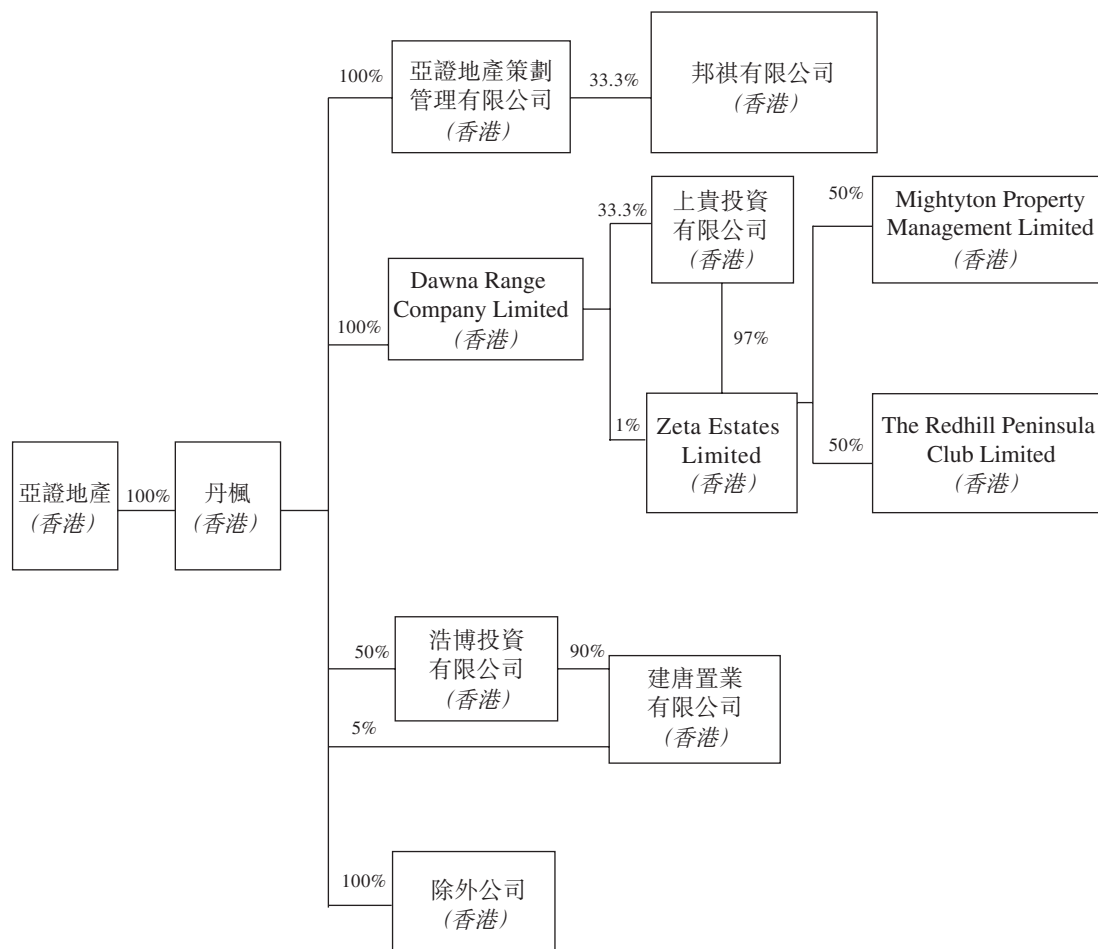 100%
亞證地產策劃
管理有限公司
（香港）
33.3%
邦祺有限公司
（香港）
100%
Dawna Range
Company Limited
（香港）
33.3%
上貴投資
有限公司
（香港）
97%
1%
Zeta Estates
Limited
（香港）
50%
Mightyton Property
Management Limited
（香港）
50%
The Redhill Peninsula
Club Limited
（香港）
亞證地產
（香港）
100%
丹楓
（香港）
50%
浩博投資
有限公司
（香港）
90%
建唐置業
有限公司
（香港）
5%
100%
除外公司
（香港）